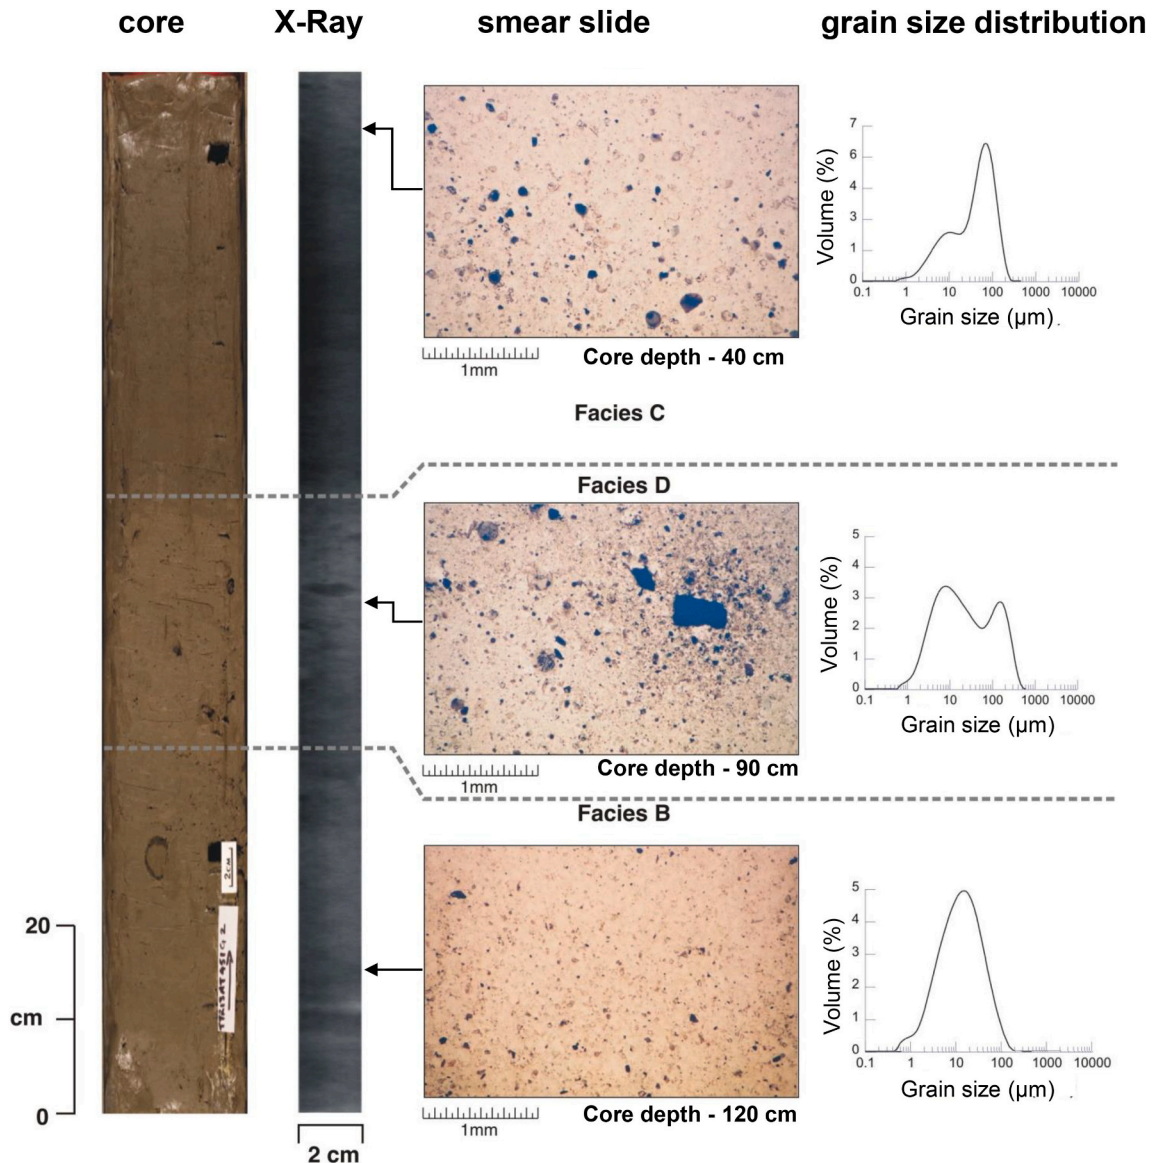 core X-Ray smear slide grain size distribution
7
6
4
3
1
0
Volume (%)
0.1 1 10 100 1000 10000
Grain size (µm) .
1mm
Core depth - 40 cm
Facies C
Facies D
5
4
3
2
1
0
Volume (%)
0.1 1 10 100 1000 10000
Grain size (µm)
1mm
Core depth - 90 cm
Facies B
2CM
20
cm
0
5
4
3
2
1
0
Volume (%)
0.1 1 10 100 1000 10000
Grain size (µm) .
1mm
Core depth - 120 cm
2 cm